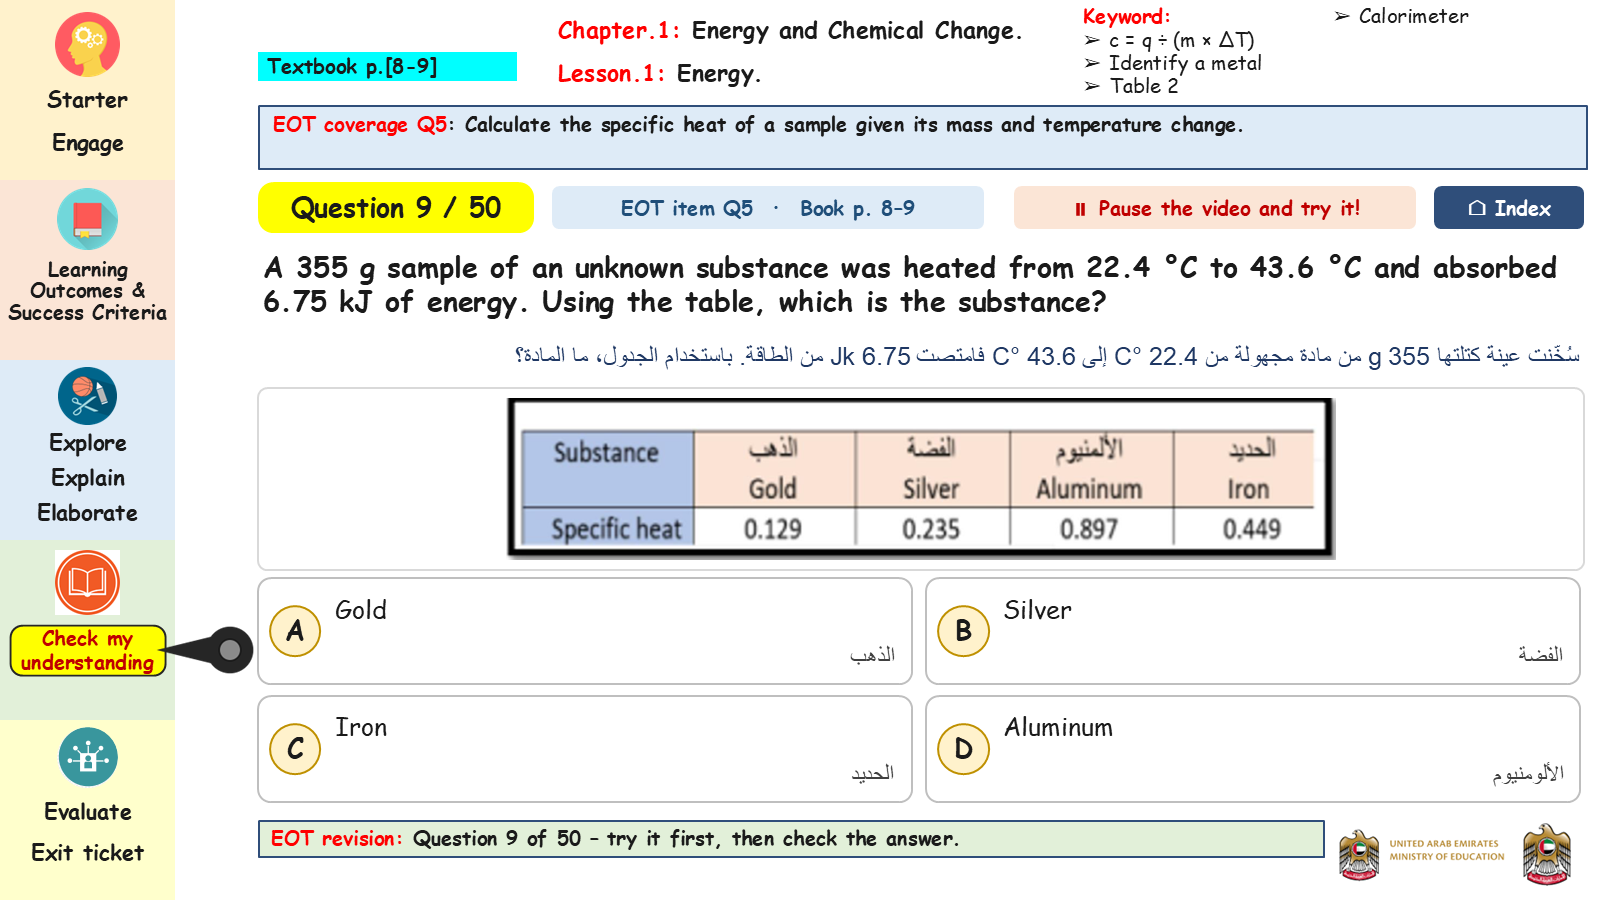 Starter
Engage
Learning
Outcomes &
Success Criteria
Explore
Explain
Elaborate
Check my
understanding
Evaluate
Exit ticket
Textbook p.[8-9]
Chapter.1: Energy and Chemical Change.
Lesson.1: Energy.
Keyword:
➢ c = q ÷ (m × ΔT)
➢ Identify a metal
➢ Table 2
➢ Calorimeter
EOT coverage Q5: Calculate the specific heat of a sample given its mass and temperature change.
Question 9 / 50
EOT item Q5 · Book p. 8-9
⏸ Pause the video and try it!
Index
A 355 g sample of an unknown substance was heated from 22.4 °C to 43.6 °C and absorbed
6.75 kJ of energy. Using the table, which is the substance?
سُخّنت عينة كتلتها 355 g من مادة مجهولة من 22.4 °C إلى 43.6 °C فامتصت 6.75 Jk من الطاقة. باستخدام الجدول، ما المادة؟
Substance الذهب الفضة الألمنيوم الحديد
Gold Silver Aluminum Iron
Specific heat 0.129 0.235 0.897 0.449
A Gold
الذهب
B Silver
الفضة
C Iron
الحديد
D Aluminum
الألومنيوم
EOT revision: Question 9 of 50 – try it first, then check the answer.
UNITED ARAB EMIRATES
MINISTRY OF EDUCATION